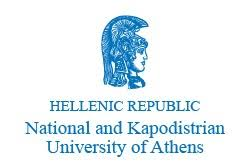 HELLENIC REPUBLIC
National and Kapodistrian
University of Athens